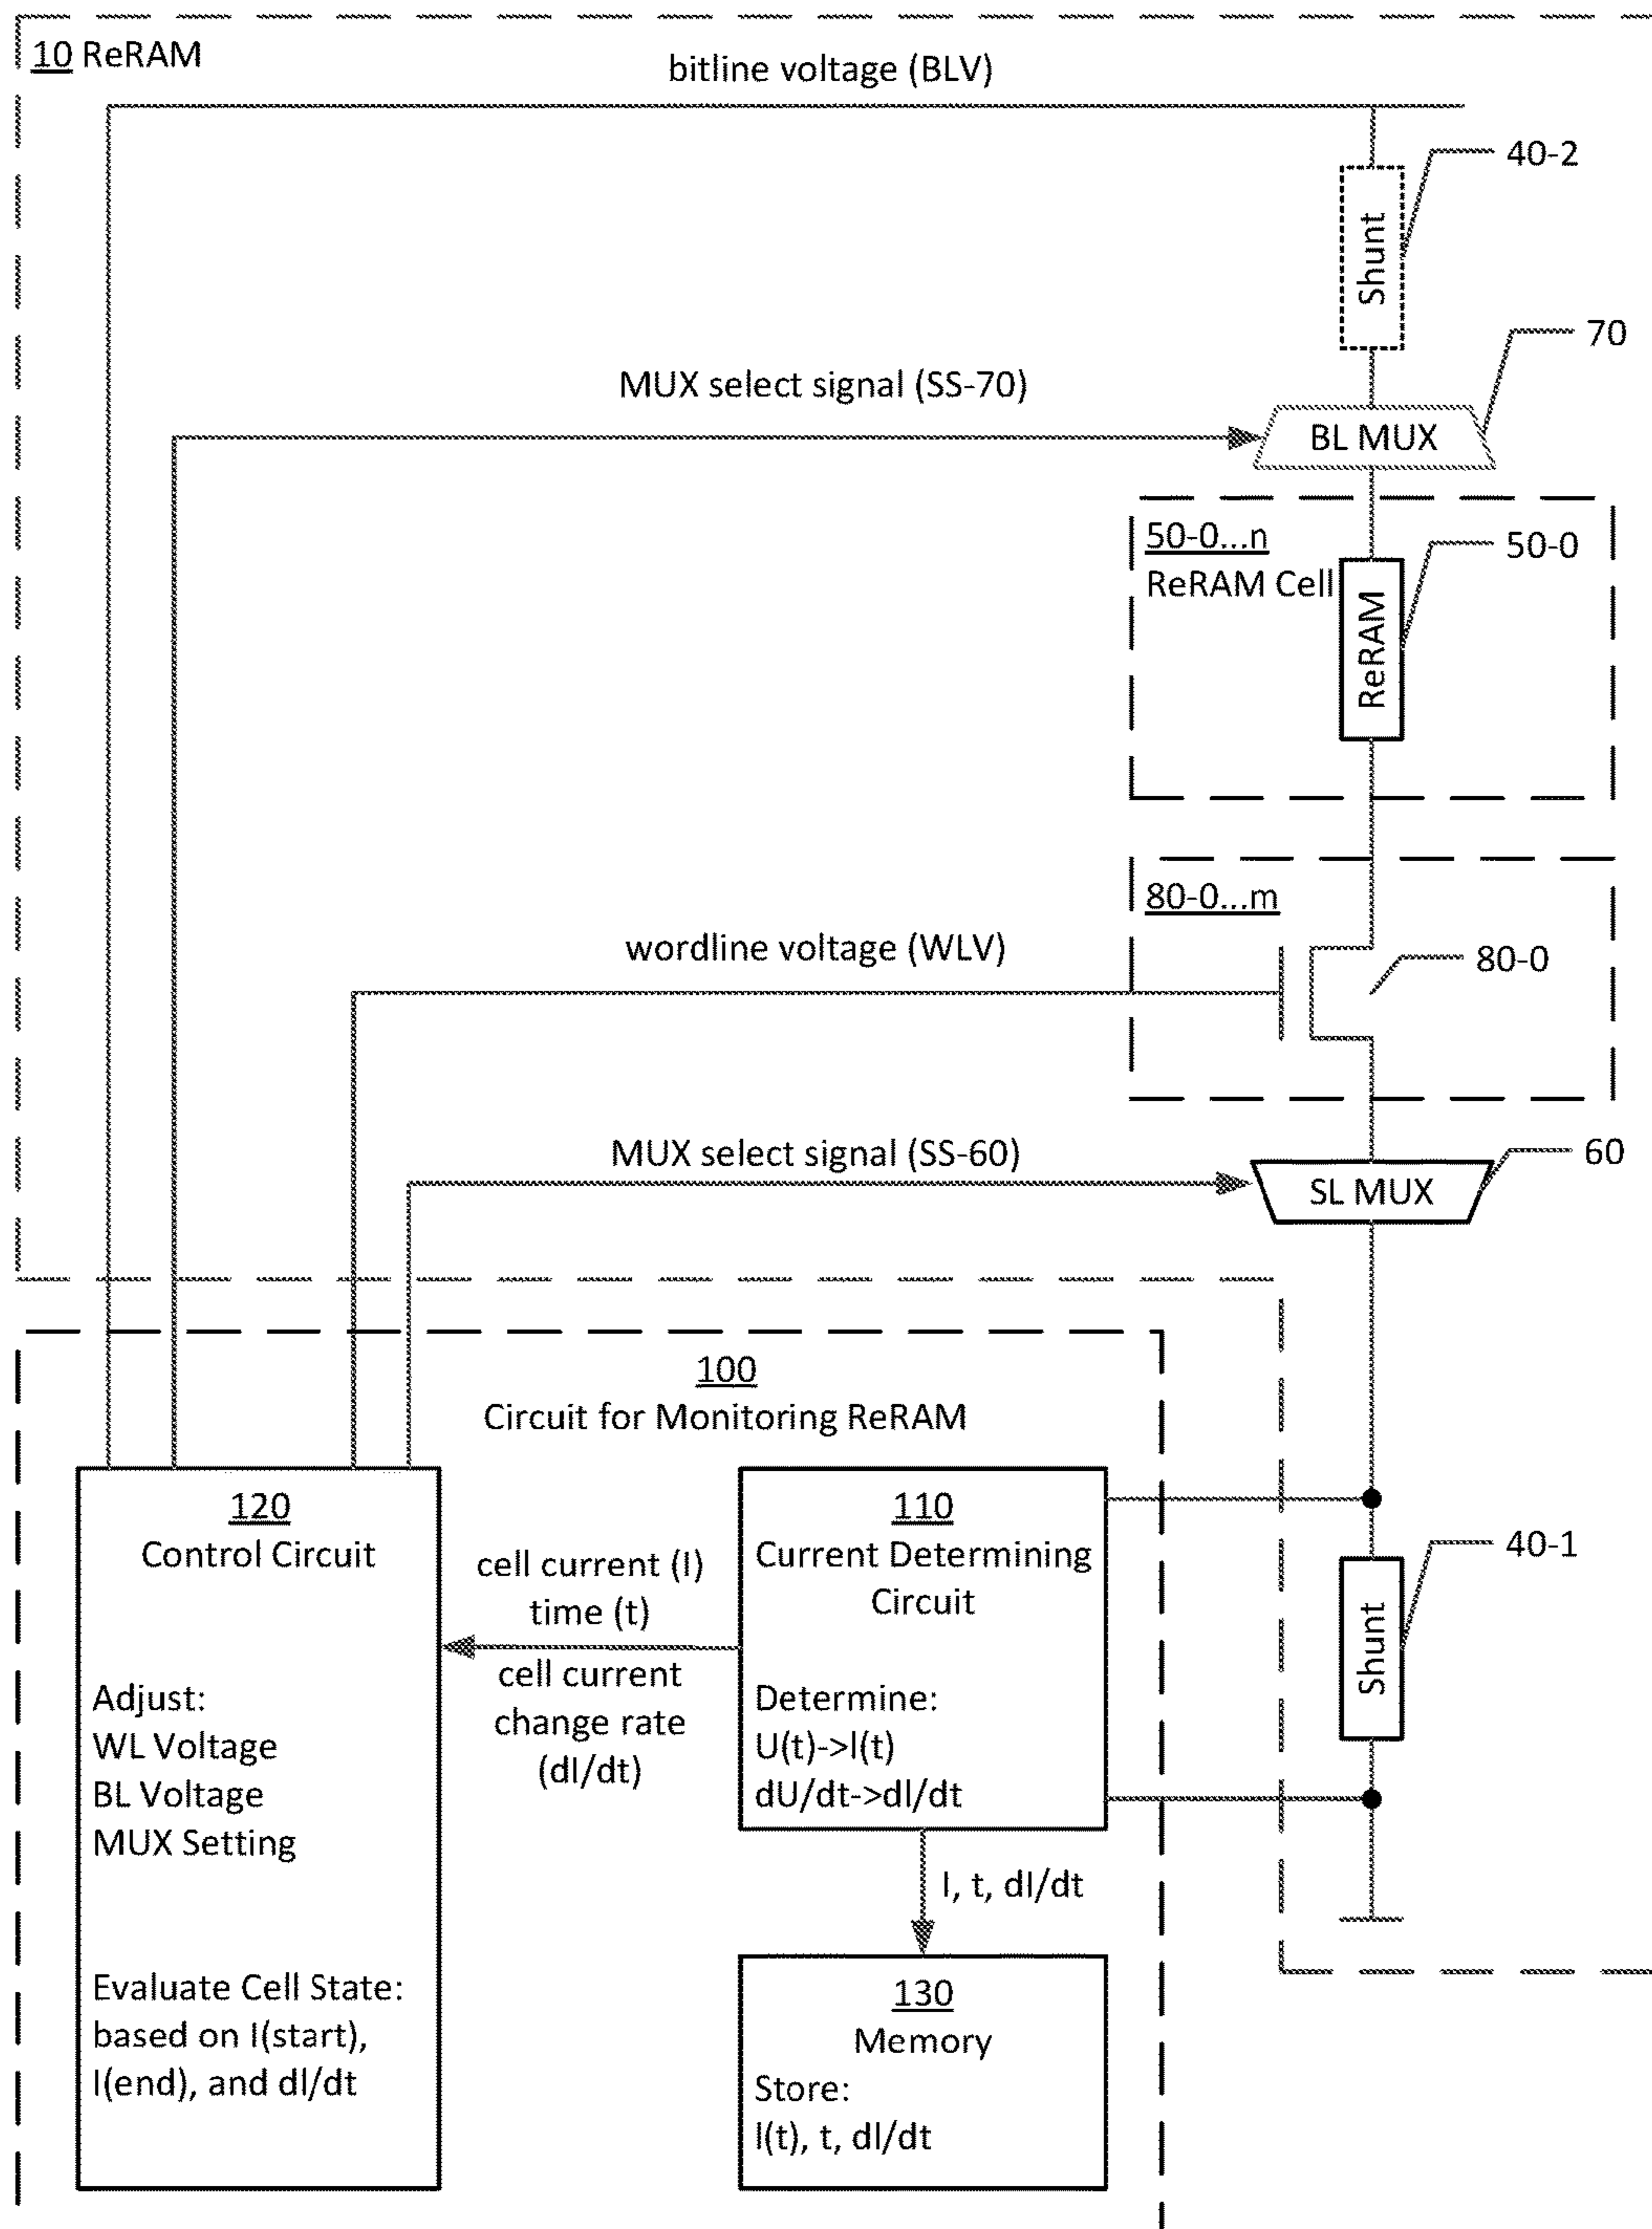 10 ReRAM
bitline voltage (BLV)
40-2
Shunt
70
MUX select signal (SS-70)
BL MUX
50-0...n
ReRAM Cell
50-0
ReRAM
80-0...m
wordline voltage (WLV)
80-0
MUX select signal (SS-60)
60
SL MUX
100
Circuit for Monitoring ReRAM
120
Control Circuit
Adjust:
WL Voltage
BL Voltage
MUX Setting
Evaluate Cell State:
based on I(start),
I(end), and dI/dt
cell current (I)
time (t)
cell current
change rate
(dI/dt)
110
Current Determining
Circuit
Determine:
U(t)->I(t)
dU/dt->dI/dt
40-1
Shunt
I, t, dI/dt
130
Memory
Store:
I(t), t, dI/dt